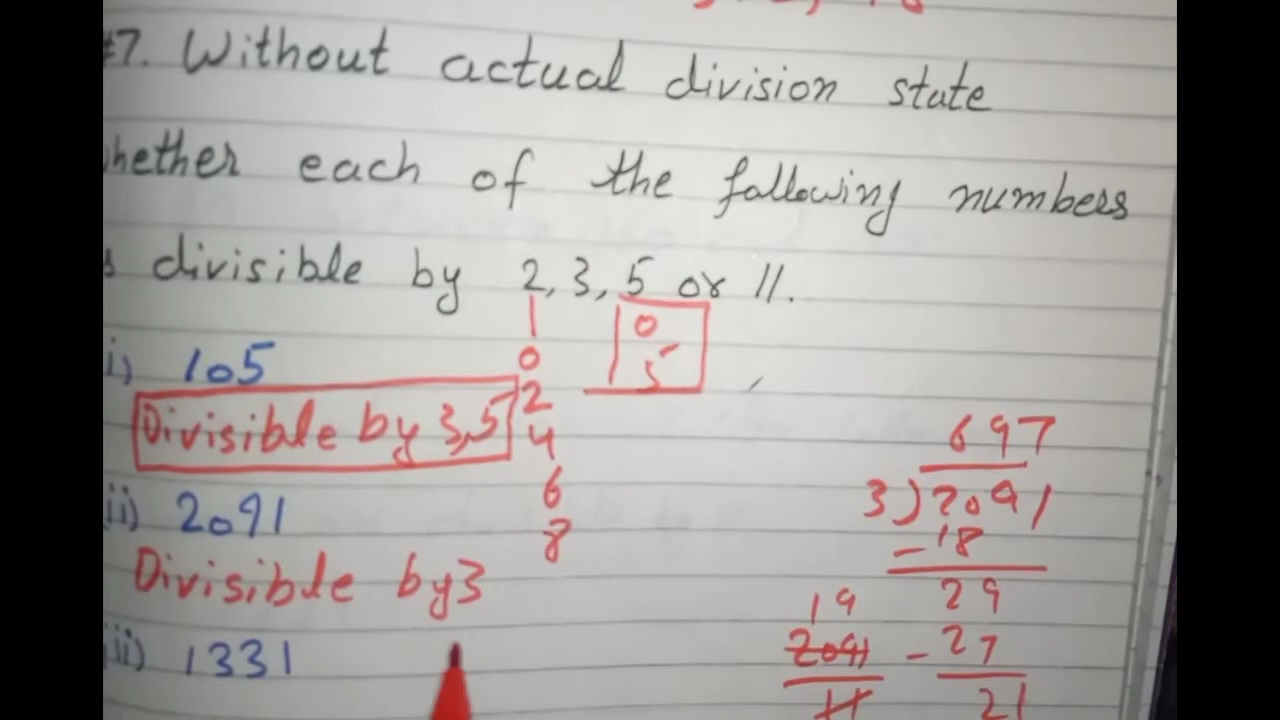 7. Without actual division state
whether each of the following numbers
divisible by 2, 3, 5 or 11.
0
2
4
6
8
0
5
i) 105
Divisible by 3,5
ii) 2091
Divisible by 3
iii) 1331
697
3) 2091
- 18
29
- 27
21
19
2091
11